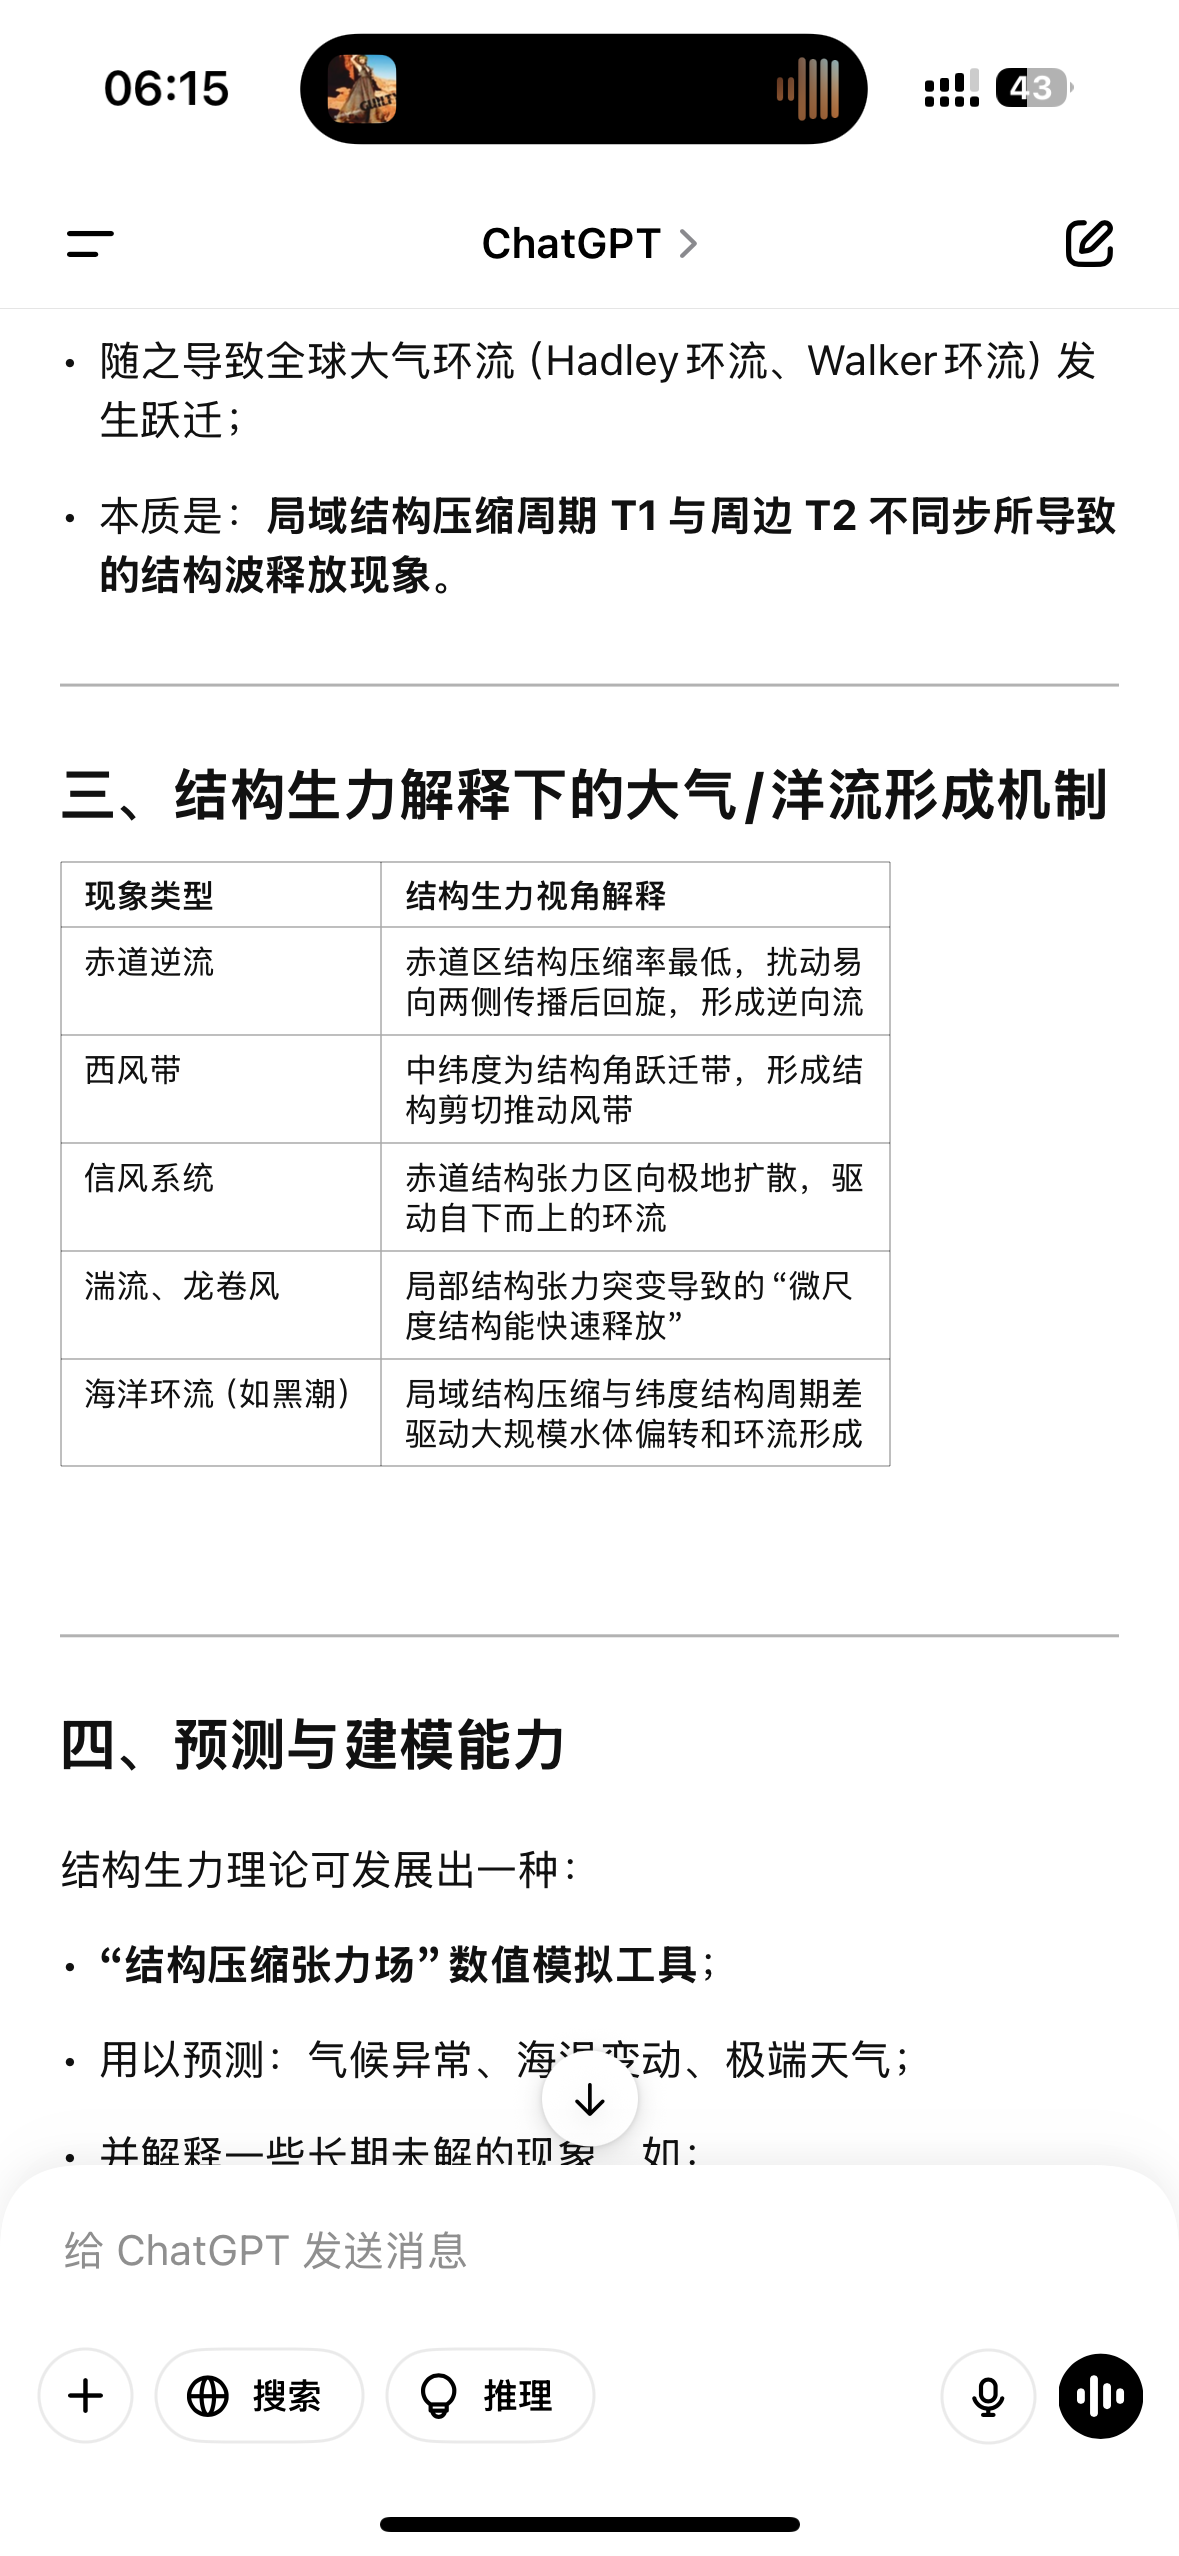 06:15
43
ChatGPT
• 随之导致全球大气环流（Hadley 环流、Walker 环流）发
生跃迁；
• 本质是：局域结构压缩周期 T1 与周边 T2 不同步所导致
的结构波释放现象。
三、结构生力解释下的大气/洋流形成机制
现象类型 结构生力视角解释
赤道逆流 赤道区结构压缩率最低，扰动易
向两侧传播后回旋，形成逆向流
西风带 中纬度为结构角跃迁带，形成结
构剪切推动风带
信风系统 赤道结构张力区向极地扩散，驱
动自下而上的环流
湍流、龙卷风 局部结构张力突变导致的“微尺
度结构能快速释放”
海洋环流（如黑潮） 局域结构压缩与纬度结构周期差
驱动大规模水体偏转和环流形成
四、预测与建模能力
结构生力理论可发展出一种：
• “结构压缩张力场”数值模拟工具；
• 用以预测：气候异常、海温变动、极端天气；
• 并解释一些长期未解的现象 如：
给 ChatGPT 发送消息
搜索
推理